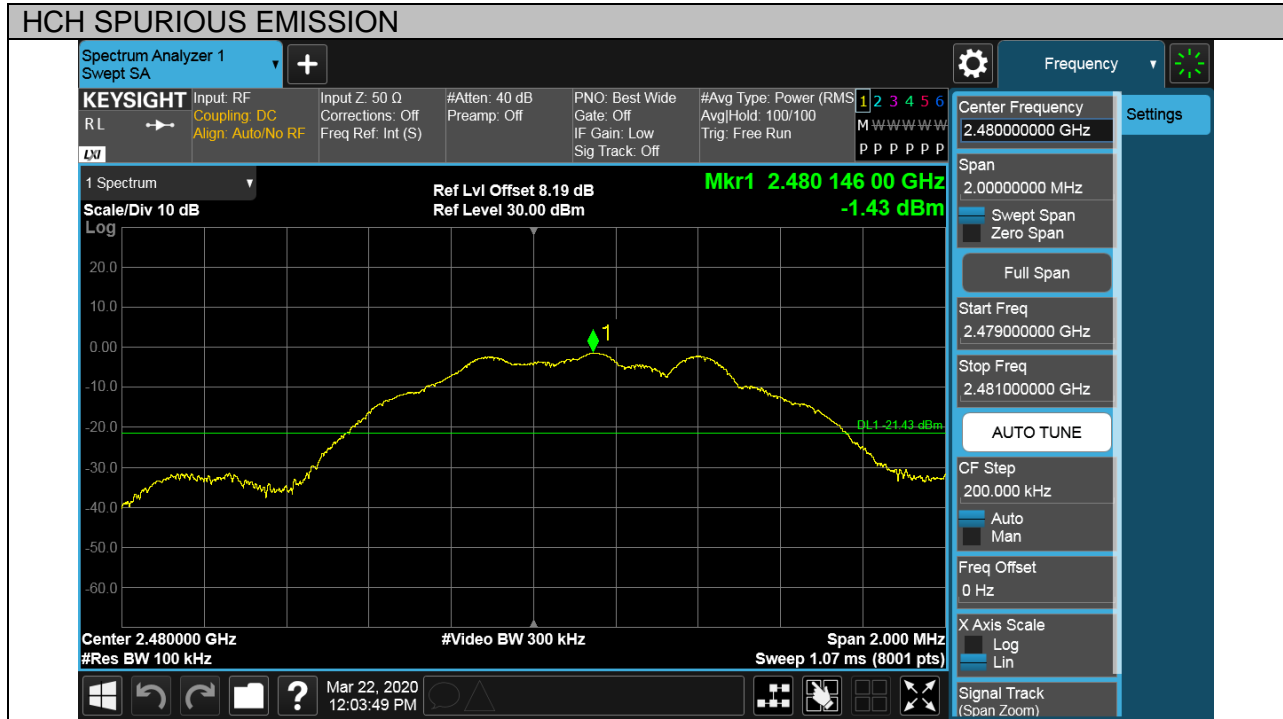 HCH SPURIOUS EMISSION
Spectrum Analyzer 1
Swept SA
+
Frequency
KEYSIGHT
R L
LXI
Input: RF
Coupling: DC
Align: Auto/No RF
Input Z: 50 Ω
Corrections: Off
Freq Ref: Int (S)
#Atten: 40 dB
Preamp: Off
PNO: Best Wide
Gate: Off
IF Gain: Low
Sig Track: Off
#Avg Type: Power (RMS
Avg|Hold: 100/100
Trig: Free Run
1 2 3 4 5 6
M W W W W W
P P P P P P
1 Spectrum
Scale/Div 10 dB
Log
Ref Lvl Offset 8.19 dB
Ref Level 30.00 dBm
Mkr1 2.480 146 00 GHz
-1.43 dBm
20.0
10.0
0.00
-10.0
-20.0
-30.0
-40.0
-50.0
-60.0
1
DL1 -21.43 dBm
Center 2.480000 GHz
#Res BW 100 kHz
#Video BW 300 kHz
Span 2.000 MHz
Sweep 1.07 ms (8001 pts)
Center Frequency
2.480000000 GHz
Settings
Span
2.00000000 MHz
Swept Span
Zero Span
Full Span
Start Freq
2.479000000 GHz
Stop Freq
2.481000000 GHz
AUTO TUNE
CF Step
200.000 kHz
Auto
Man
Freq Offset
0 Hz
X Axis Scale
Log
Lin
Signal Track
(Span Zoom)
?
Mar 22, 2020
12:03:49 PM